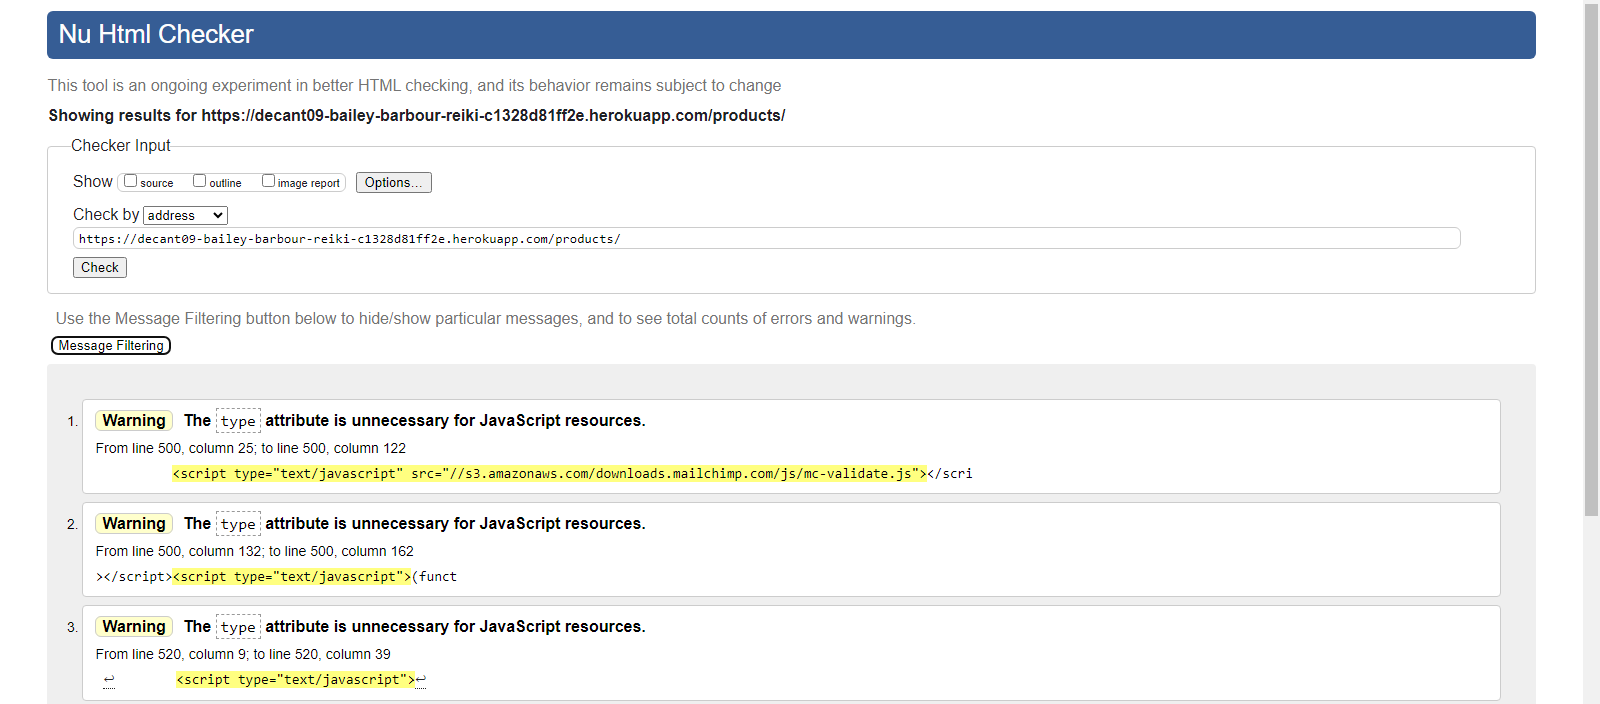 Nu Html Checker
This tool is an ongoing experiment in better HTML checking, and its behavior remains subject to change
Showing results for https://decant09-bailey-barbour-reiki-c1328d81ff2e.herokuapp.com/products/
Checker Input
Show source outline image report Options...
Check by address
https://decant09-bailey-barbour-reiki-c1328d81ff2e.herokuapp.com/products/
Check
Use the Message Filtering button below to hide/show particular messages, and to see total counts of errors and warnings.
Message Filtering
1. Warning The type attribute is unnecessary for JavaScript resources.
From line 500, column 25; to line 500, column 122
<script type="text/javascript" src="//s3.amazonaws.com/downloads.mailchimp.com/js/mc-validate.js"></scri
2. Warning The type attribute is unnecessary for JavaScript resources.
From line 500, column 132; to line 500, column 162
></script><script type="text/javascript">(funct
3. Warning The type attribute is unnecessary for JavaScript resources.
From line 520, column 9; to line 520, column 39
↩ <script type="text/javascript">↩